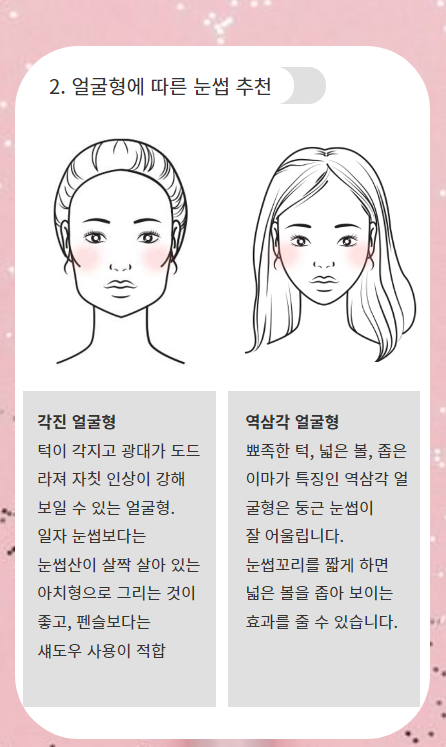 2. 얼굴형에 따른 눈썹 추천
각진 얼굴형
턱이 각지고 광대가 도드
라져 자칫 인상이 강해
보일 수 있는 얼굴형.
일자 눈썹보다는
눈썹산이 살짝 살아 있는
아치형으로 그리는 것이
좋고, 펜슬보다는
섀도우 사용이 적합
역삼각 얼굴형
뾰족한 턱, 넓은 볼, 좁은
이마가 특징인 역삼각 얼
굴형은 둥근 눈썹이
잘 어울립니다.
눈썹꼬리를 짧게 하면
넓은 볼을 좁아 보이는
효과를 줄 수 있습니다.